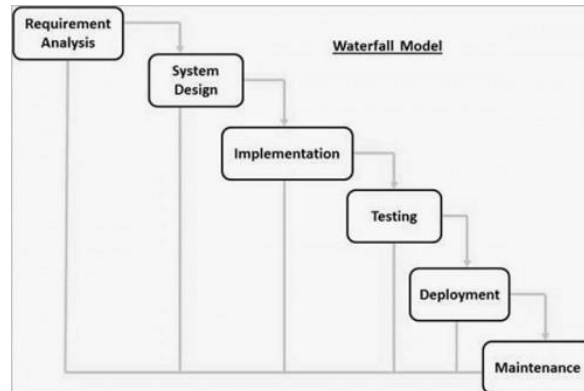 Requirement
Analysis
Waterfall Model
System
Design
Implementation
Testing
Deployment
Maintenance